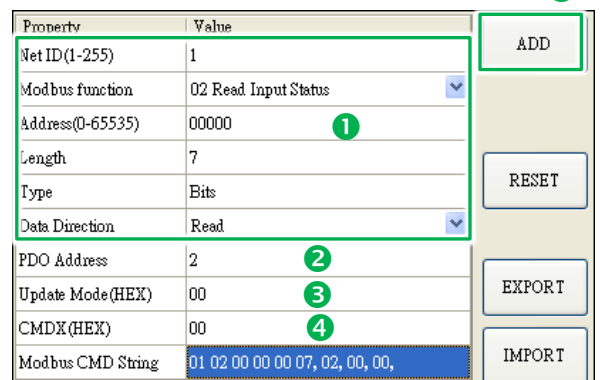 Property Value
Net ID(1-255) 1
ADD
Modbus function 02 Read Input Status
Address(0-65535) 00000 1
Length 7
Type Bits
RESET
Data Direction Read
PDO Address 2 2
Update Mode(HEX) 00 3
EXPORT
CMDX(HEX) 00 4
Modbus CMD String 01 02 00 00 00 07, 02, 00, 00,
IMPORT